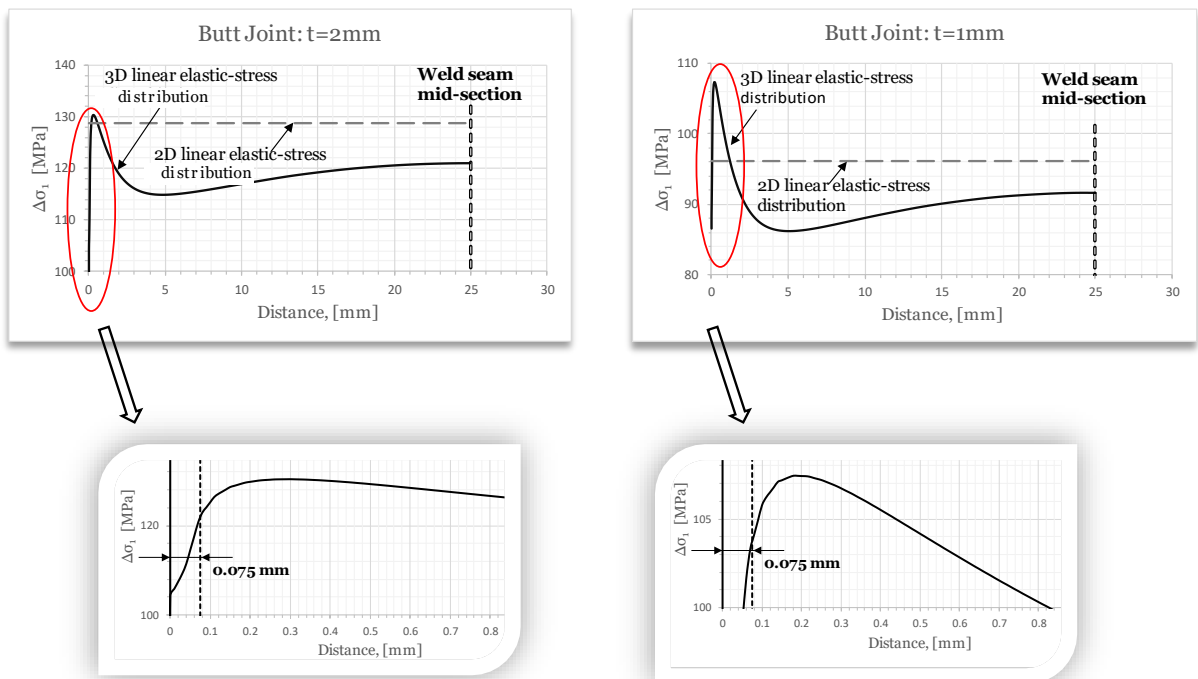 Butt Joint: t=2mm
140
130
120
110
100
Δσ₁ [MPa]
3D linear elastic-stress
distribution
Weld seam
mid-section
2D linear elastic-stress
distribution
0
5
10
15
20
25
30
Distance, [mm]
Butt Joint: t=1mm
110
100
90
80
Δσ₁ [MPa]
3D linear elastic-stress
distribution
Weld seam
mid-section
2D linear elastic-stress
distribution
0
5
10
15
20
25
30
Distance, [mm]
120
100
Δσ₁ [MPa]
0.075 mm
0
0.1
0.2
0.3
0.4
0.5
0.6
0.7
0.8
Distance, [mm]
105
100
Δσ₁ [MPa]
0.075 mm
0
0.1
0.2
0.3
0.4
0.5
0.6
0.7
0.8
Distance, [mm]